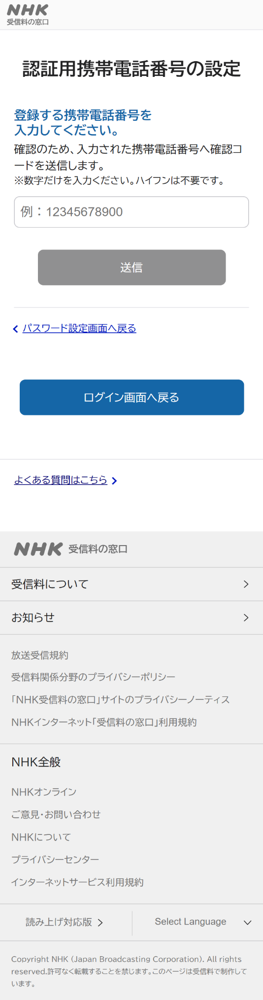 NHK
受信料の窓口
認証用携帯電話番号の設定
登録する携帯電話番号を
入力してください。
確認のため、入力された携帯電話番号へ確認コ
ードを送信します。
※数字だけを入力ください。ハイフンは不要です。
例：12345678900
送信
パスワード設定画面へ戻る
ログイン画面へ戻る
よくある質問はこちら
NHK 受信料の窓口
受信料について
お知らせ
放送受信規約
受信料関係分野のプライバシーポリシー
「NHK受信料の窓口」サイトのプライバシーノーティス
NHKインターネット「受信料の窓口」利用規約
NHK全般
NHKオンライン
ご意見・お問い合わせ
NHKについて
プライバシーセンター
インターネットサービス利用規約
読み上げ対応版 Select Language
Copyright NHK (Japan Broadcasting Corporation). All rights
reserved.許可なく転載することを禁じます。このページは受信料で制作して
います。